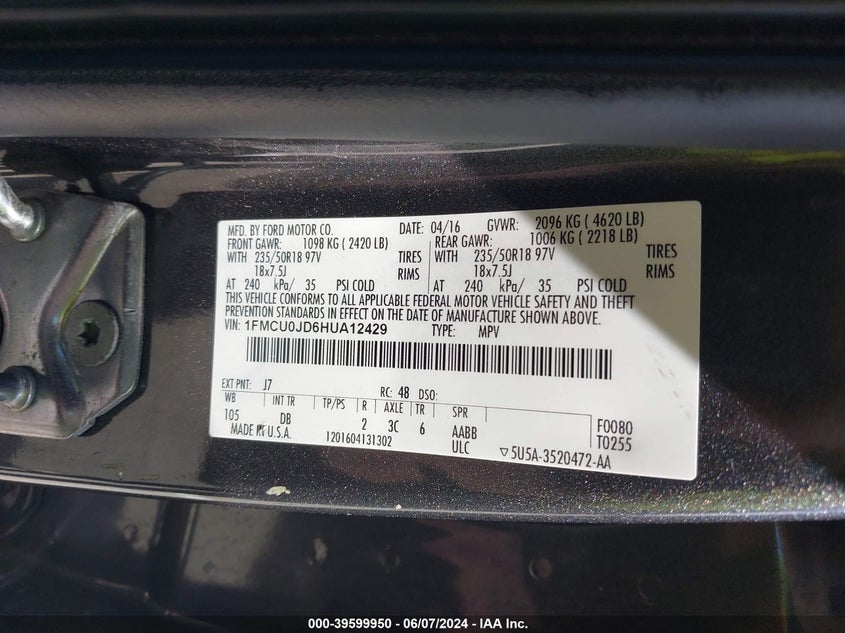 MFD. BY FORD MOTOR CO. DATE: 04/16 GVWR: 2096 KG ( 4620 LB)
FRONT GAWR: 1098 KG ( 2420 LB) REAR GAWR: 1006 KG ( 2218 LB)
WITH 235/50R18 97V TIRES WITH 235/50R18 97V TIRES
18x7.5J RIMS 18x7.5J RIMS
AT 240 kPa/ 35 PSI COLD AT 240 kPa/ 35 PSI COLD
THIS VEHICLE CONFORMS TO ALL APPLICABLE FEDERAL MOTOR VEHICLE SAFETY AND THEFT
PREVENTION STANDARDS IN EFFECT ON THE DATE OF MANUFACTURE SHOWN ABOVE.
VIN: 1FMCU0JD6HUA12429 TYPE: MPV
EXT PNT: J7 RC: 48 DSO:
WB INT TR TP/PS R AXLE TR SPR
105 DB 2 3C 6 AABB F0080
MADE IN U.S.A. 1201604131302 ULC T0255
▽5U5A-3520472-AA
000-39599950 - 06/07/2024 - IAA Inc.